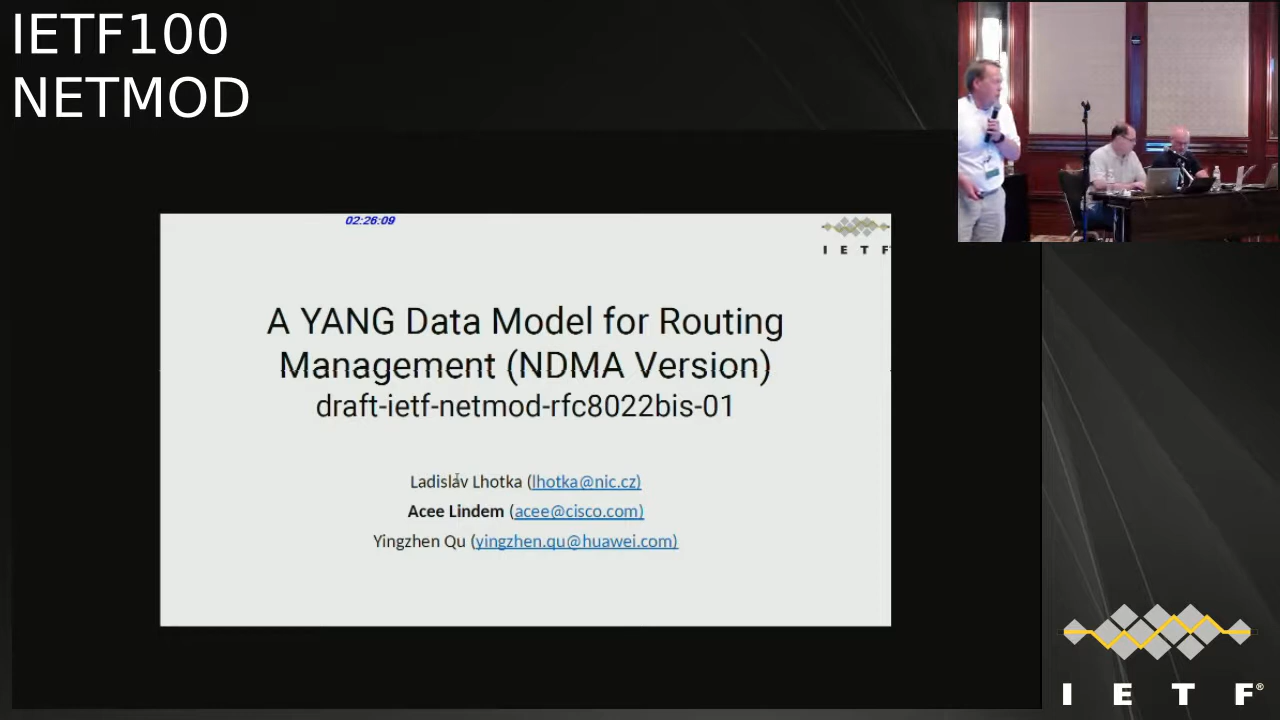 IETF100
NETMOD
02:26:09
I E T F
A YANG Data Model for Routing
Management (NDMA Version)
draft-ietf-netmod-rfc8022bis-01
Ladislav Lhotka (lhotka@nic.cz)
Acee Lindem (acee@cisco.com)
Yingzhen Qu (yingzhen.qu@huawei.com)
I E T F®